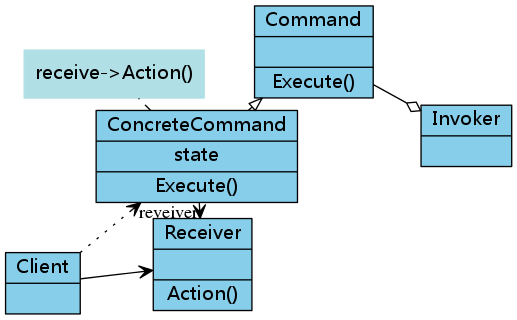 Command
Execute()
receive->Action()
Invoker
ConcreteCommand
state
Execute()
reveiver
Receiver
Action()
Client